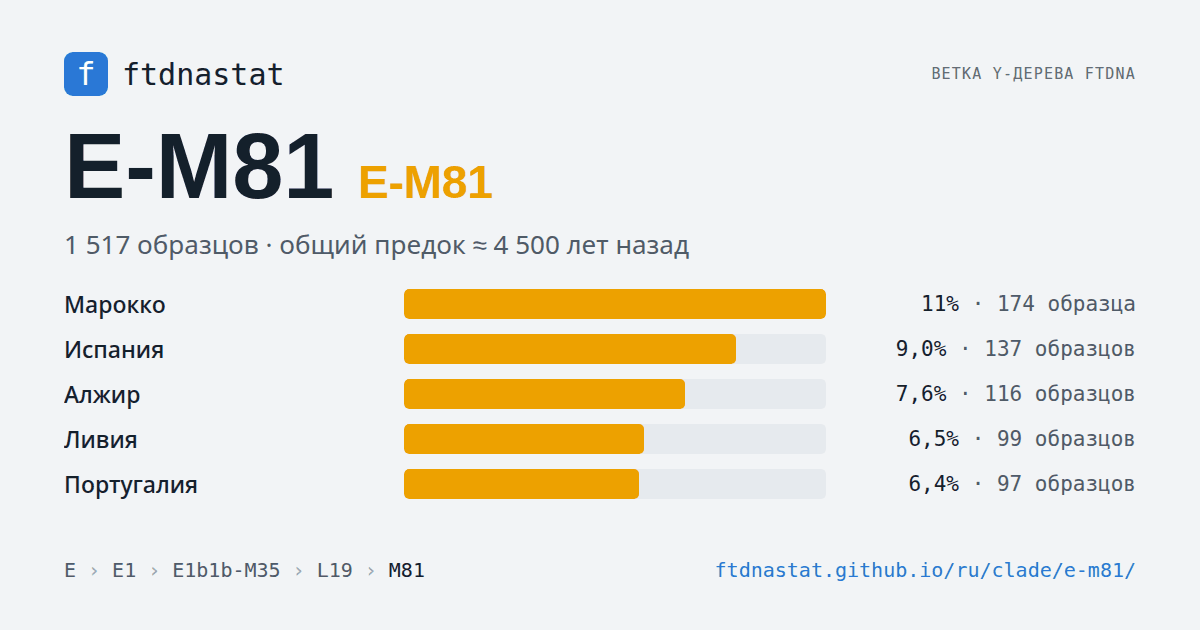 f ftdnastat
ВЕТКА Y-ДЕРЕВА FTDNA
E-M81 E-M81
1 517 образцов · общий предок ≈ 4 500 лет назад
Марокко 11% · 174 образца
Испания 9,0% · 137 образцов
Алжир 7,6% · 116 образцов
Ливия 6,5% · 99 образцов
Португалия 6,4% · 97 образцов
E › E1 › E1b1b-M35 › L19 › M81
ftdnastat.github.io/ru/clade/e-m81/